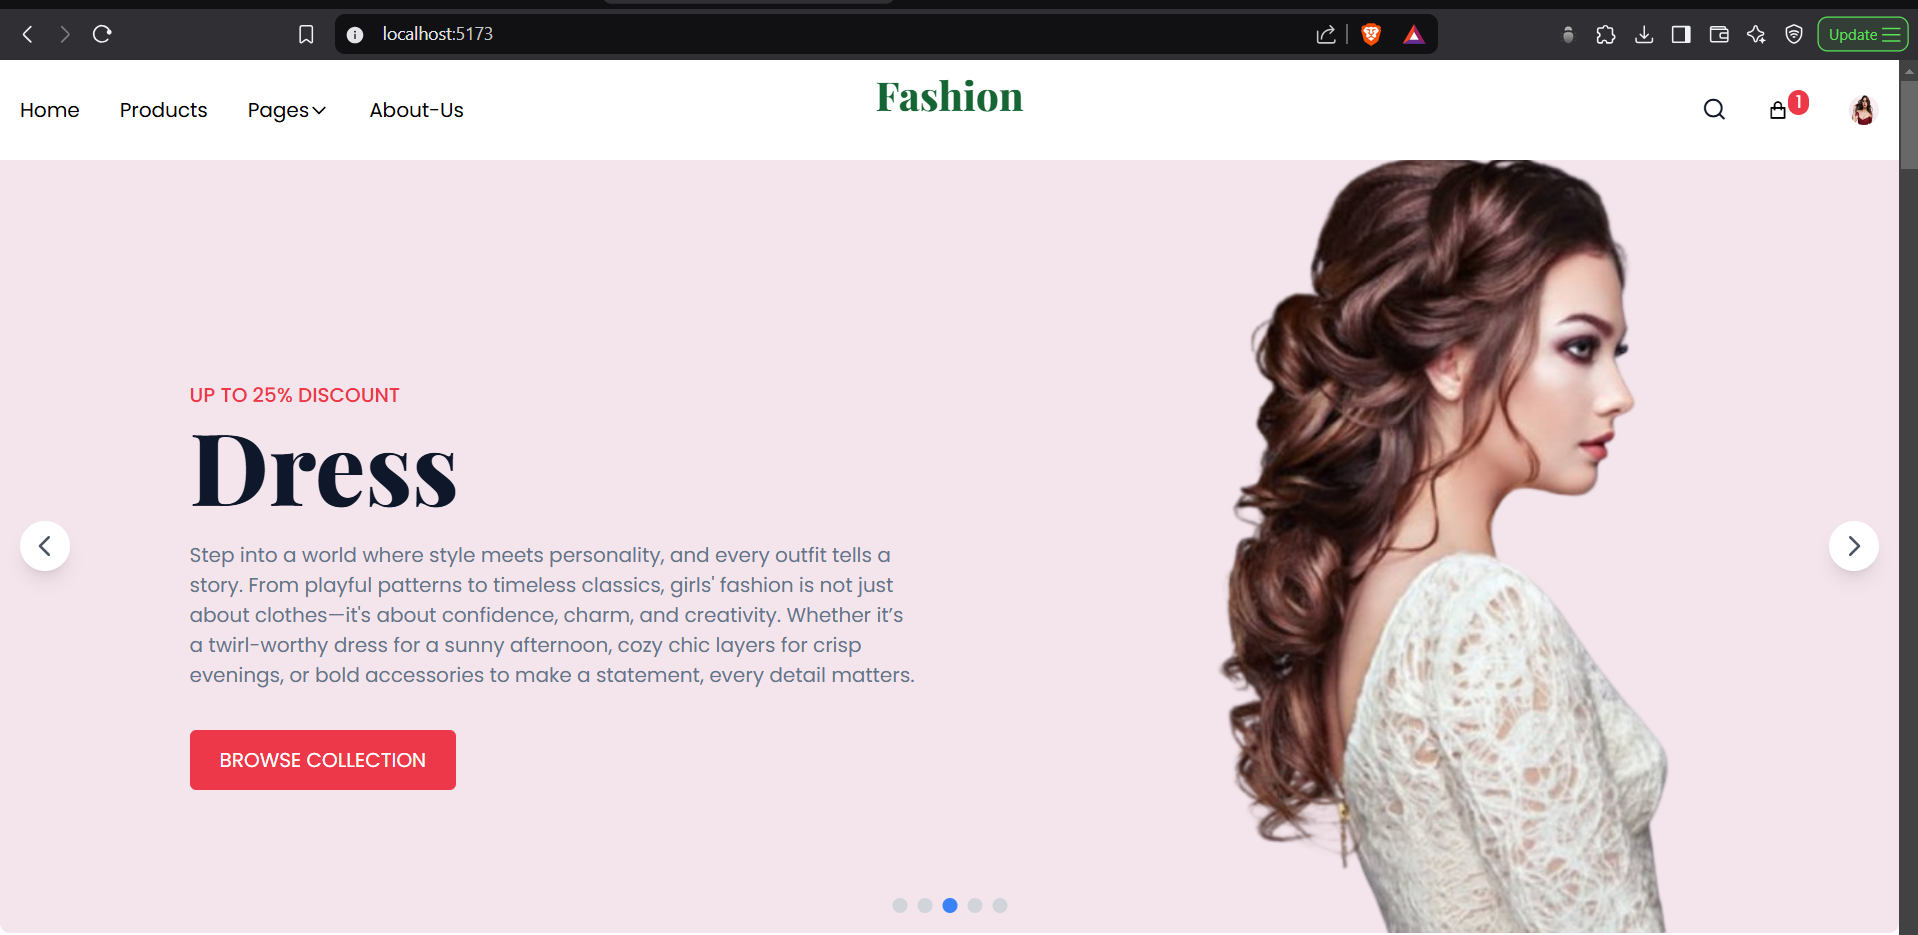 localhost:5173
Update
Home Products Pages About-Us
Fashion
1
UP TO 25% DISCOUNT
Dress
Step into a world where style meets personality, and every outfit tells a
story. From playful patterns to timeless classics, girls' fashion is not just
about clothes—it's about confidence, charm, and creativity. Whether it’s
a twirl-worthy dress for a sunny afternoon, cozy chic layers for crisp
evenings, or bold accessories to make a statement, every detail matters.
BROWSE COLLECTION